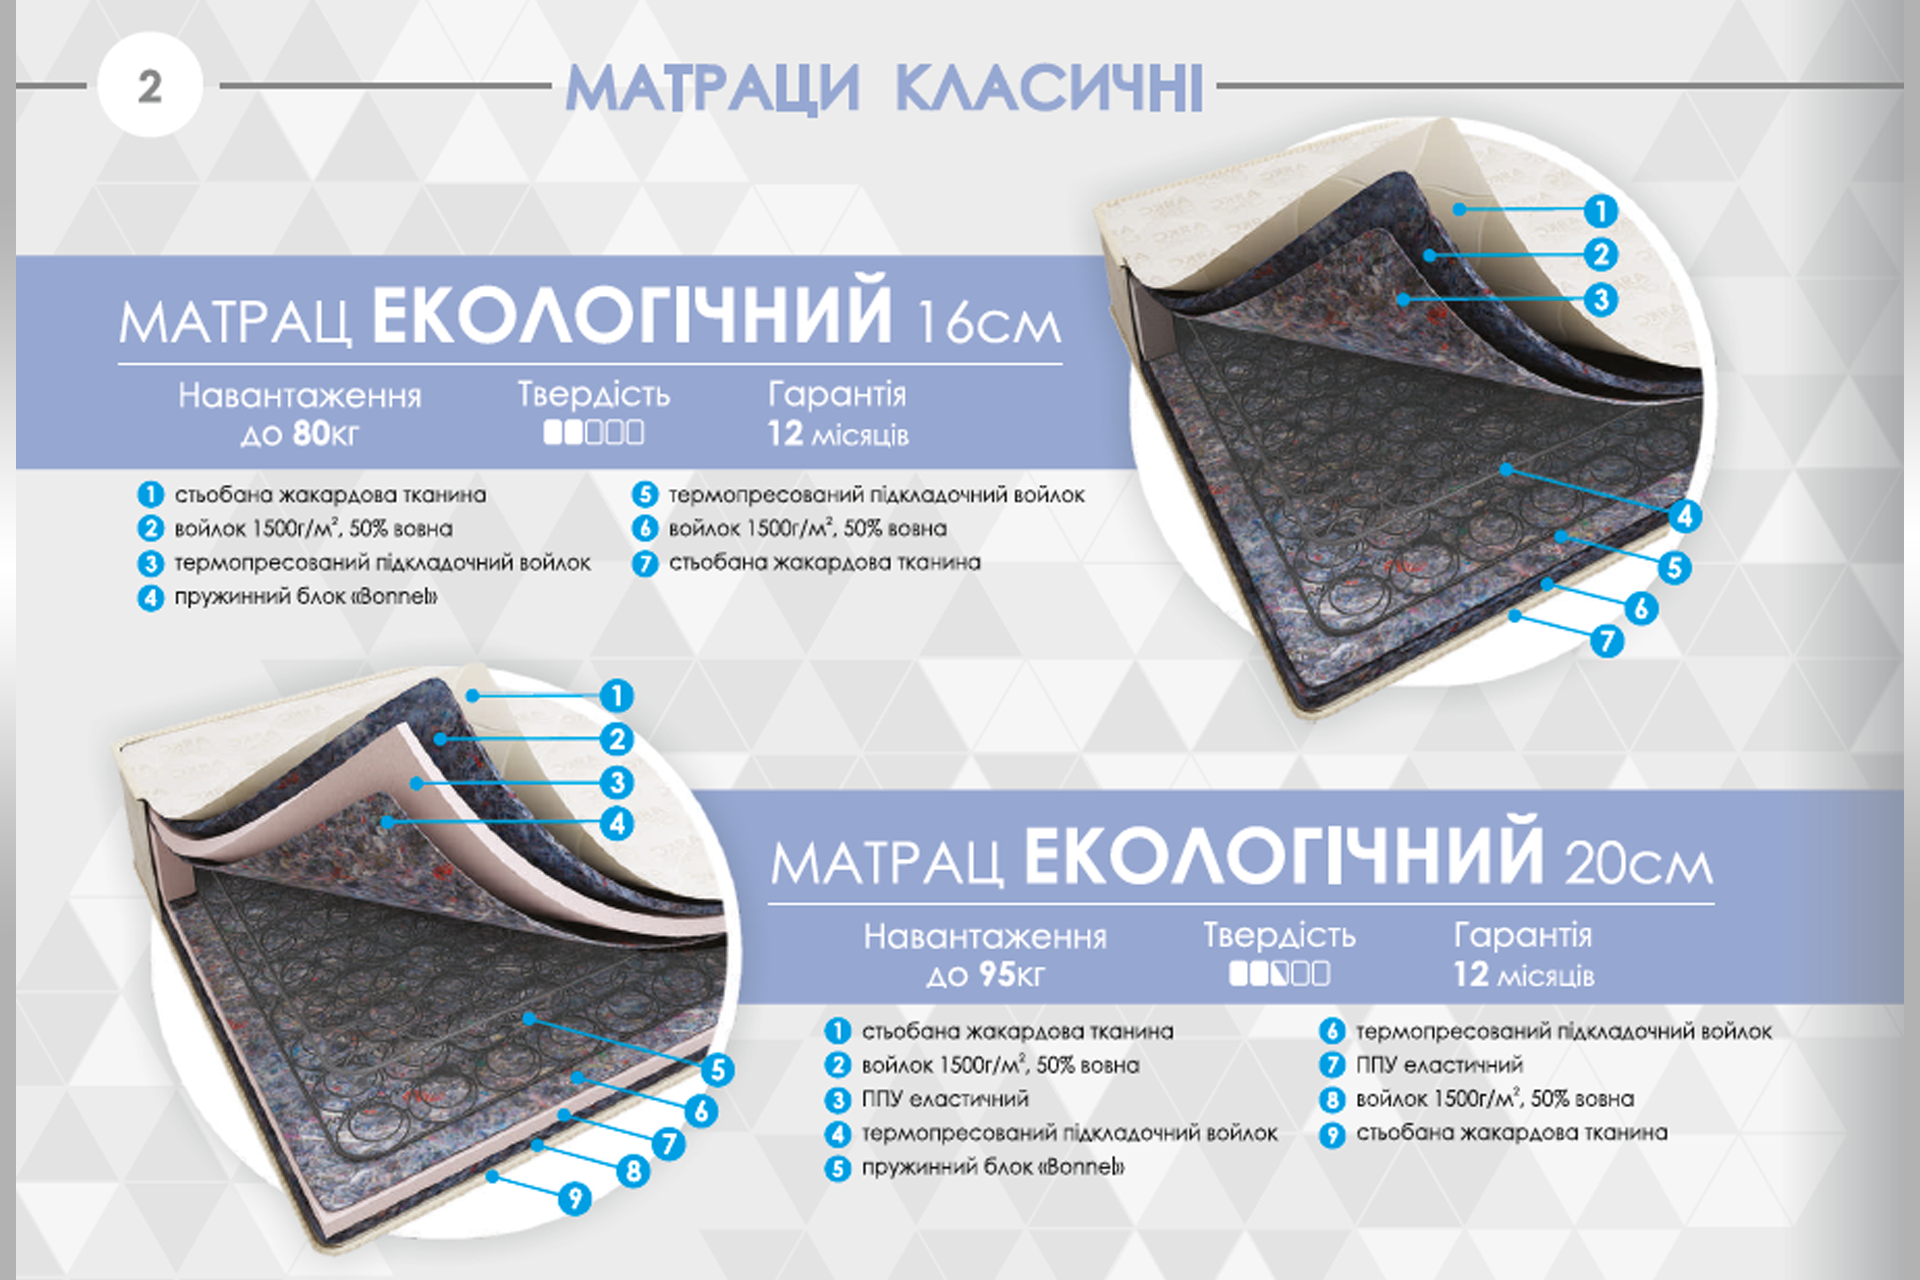 2
МАТРАЦИ КЛАСИЧНІ
МАТРАЦ ЕКОЛОГІЧНИЙ 16см
Навантаження
до 80кг
Твердість
Гарантія
12 місяців
1 стьобана жакардова тканина
2 войлок 1500г/м², 50% вовна
3 термопресований підкладочний войлок
4 пружинний блок «Bonnel»
5 термопресований підкладочний войлок
6 войлок 1500г/м², 50% вовна
7 стьобана жакардова тканина
1
2
3
4
5
6
7
1
2
3
4
5
6
7
8
9
МАТРАЦ ЕКОЛОГІЧНИЙ 20см
Навантаження
до 95кг
Твердість
Гарантія
12 місяців
1 стьобана жакардова тканина
2 войлок 1500г/м², 50% вовна
3 ППУ еластичний
4 термопресований підкладочний войлок
5 пружинний блок «Bonnel»
6 термопресований підкладочний войлок
7 ППУ еластичний
8 войлок 1500г/м², 50% вовна
9 стьобана жакардова тканина